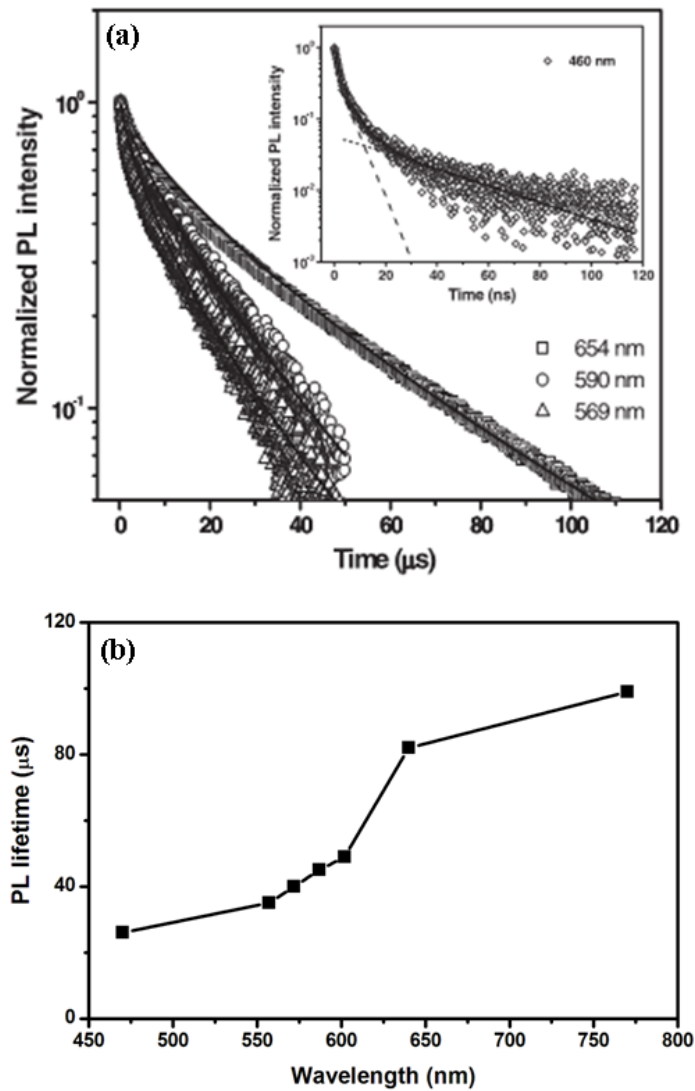 (a)
Normalized PL intensity
10⁰
10⁻¹
0 20 40 60 80 100 120
Time (μs)
□ 654 nm
○ 590 nm
△ 569 nm
Normalized PL intensity
10⁰
10⁻¹
10⁻²
10⁻³
0 20 40 60 80 100 120
Time (ns)
◇ 460 nm
(b)
PL lifetime (μs)
120
80
40
0
450 500 550 600 650 700 750 800
Wavelength (nm)